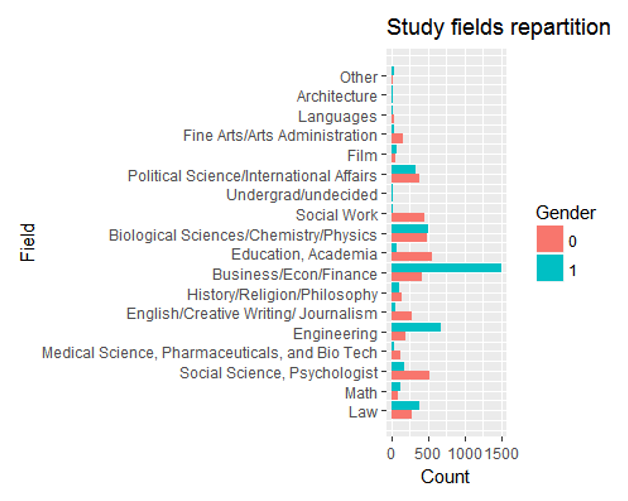 Study fields repartition
Other
Architecture
Languages
Fine Arts/Arts Administration
Film
Political Science/International Affairs
Undergrad/undecided
Social Work
Biological Sciences/Chemistry/Physics
Education, Academia
Business/Econ/Finance
History/Religion/Philosophy
English/Creative Writing/ Journalism
Engineering
Medical Science, Pharmaceuticals, and Bio Tech
Social Science, Psychologist
Math
Law
Field
0 500 1000 1500
Count
Gender
0
1